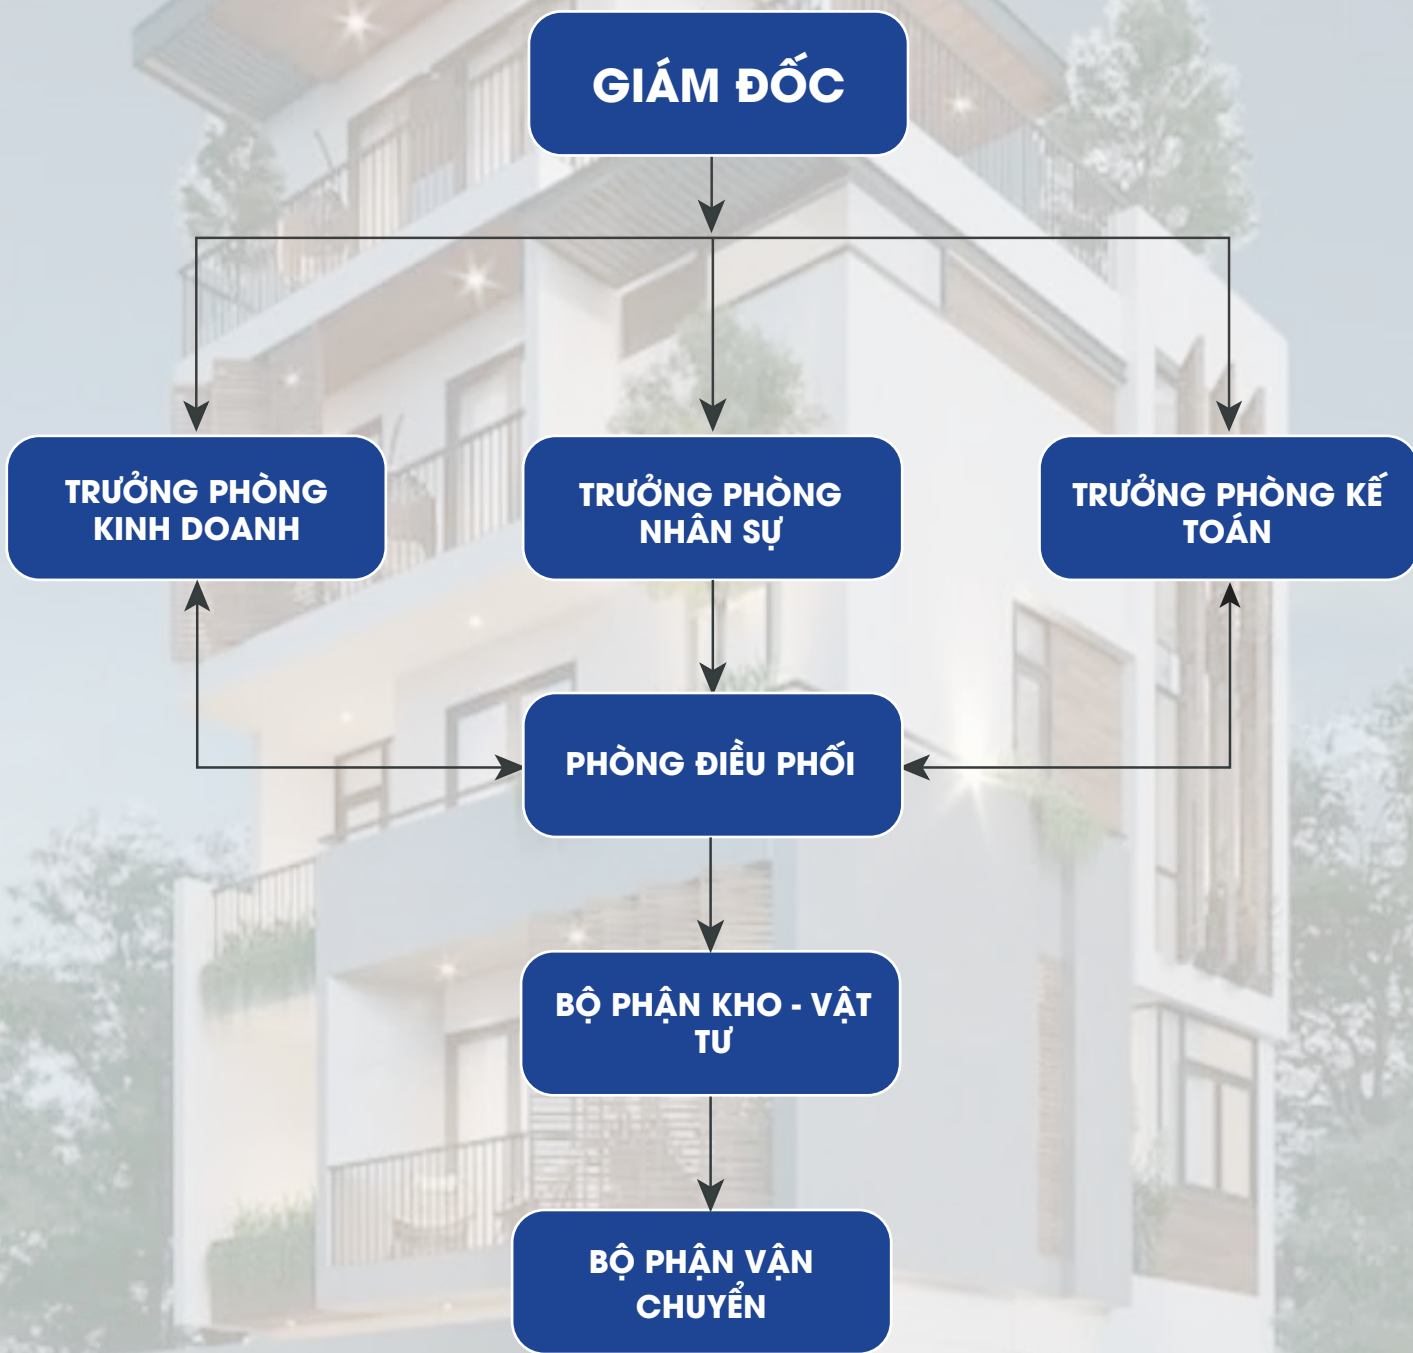 GIÁM ĐỐC
TRƯỞNG PHÒNG
KINH DOANH
TRƯỞNG PHÒNG
NHÂN SỰ
TRƯỞNG PHÒNG KẾ
TOÁN
PHÒNG ĐIỀU PHỐI
BỘ PHẬN KHO - VẬT
TƯ
BỘ PHẬN VẬN
CHUYỂN